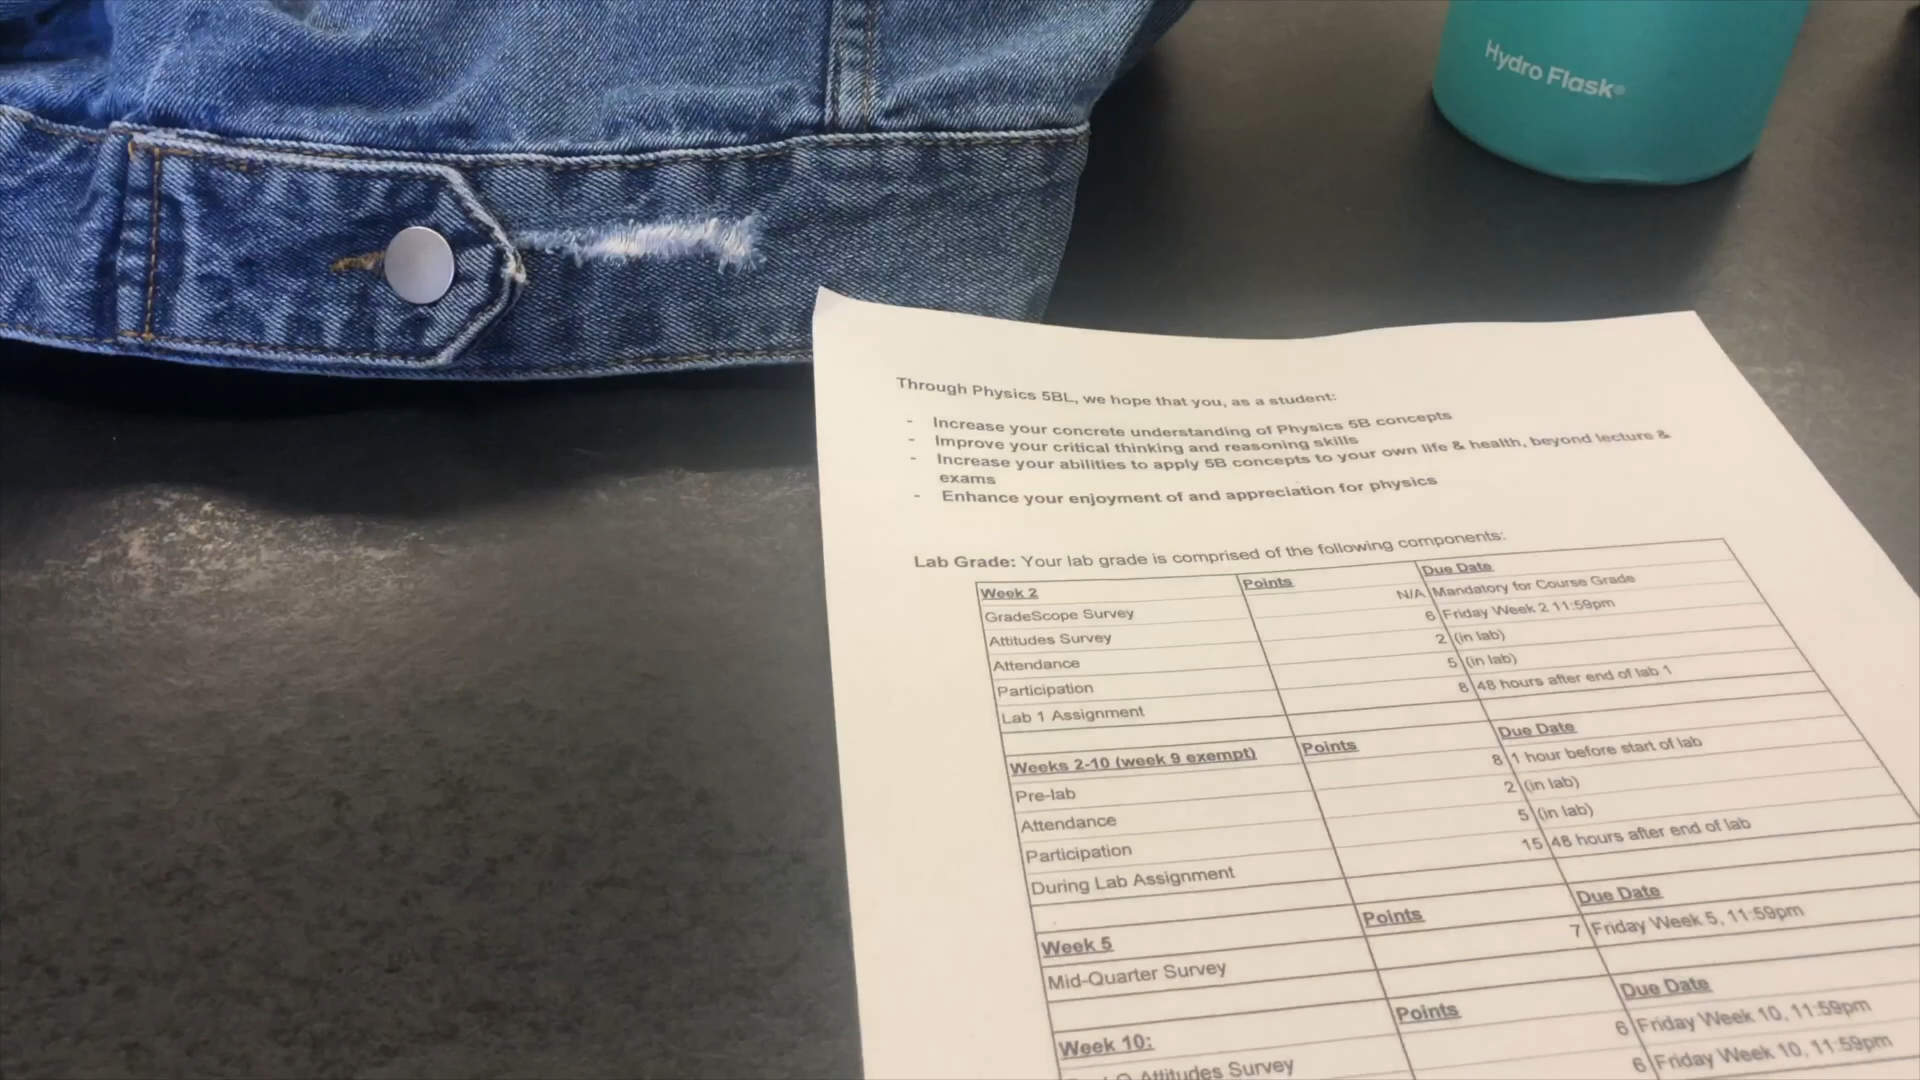 Hydro Flask®
Through Physics 5BL, we hope that you, as a student:
- Increase your concrete understanding of Physics 5B concepts
- Improve your critical thinking and reasoning skills
- Increase your abilities to apply 5B concepts to your own life & health, beyond lecture &
exams
- Enhance your enjoyment of and appreciation for physics
Lab Grade: Your lab grade is comprised of the following components:
Week 2 Points Due Date
GradeScope Survey N/A Mandatory for Course Grade
Attitudes Survey 6 Friday Week 2 11:59pm
Attendance 2 (in lab)
Participation 5 (in lab)
Lab 1 Assignment 8 48 hours after end of lab 1
Weeks 2-10 (week 9 exempt) Points Due Date
Pre-lab 8 1 hour before start of lab
Attendance 2 (in lab)
Participation 5 (in lab)
During Lab Assignment 15 48 hours after end of lab
Week 5 Points Due Date
Mid-Quarter Survey 7 Friday Week 5, 11:59pm
Week 10: Points Due Date
Attitudes Survey 6 Friday Week 10, 11:59pm
6 Friday Week 10, 11:59pm